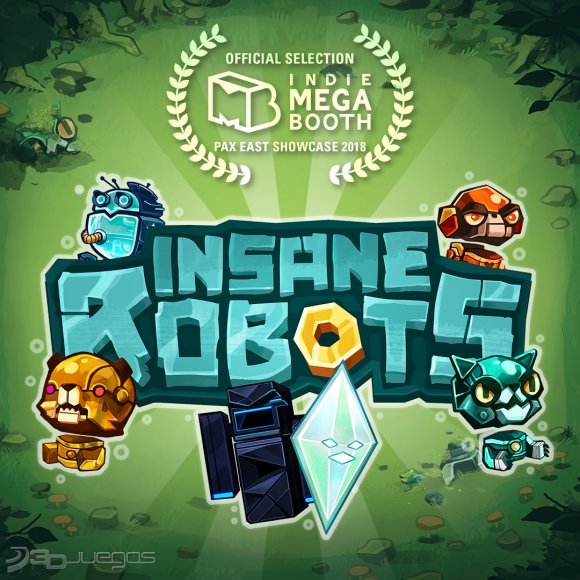 OFFICIAL SELECTION
INDIE
MEGA
BOOTH
PAX EAST SHOWCASE 2018
INSANE
ROBOTS
3DJuegos